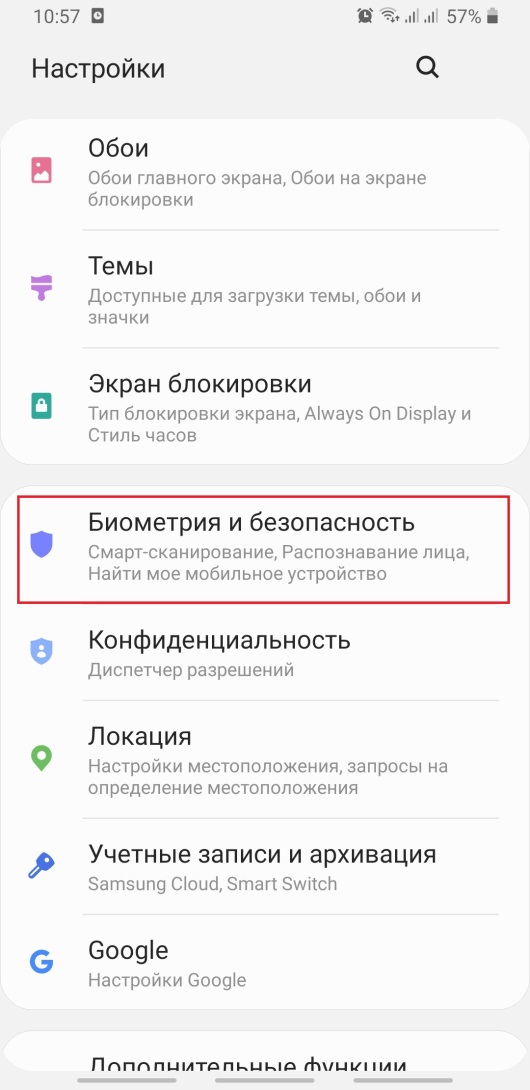 10:57
57%
Настройки
Обои
Обои главного экрана, Обои на экране
блокировки
Темы
Доступные для загрузки темы, обои и
значки
Экран блокировки
Тип блокировки экрана, Always On Display и
Стиль часов
Биометрия и безопасность
Смарт-сканирование, Распознавание лица,
Найти мое мобильное устройство
Конфиденциальность
Диспетчер разрешений
Локация
Настройки местоположения, запросы на
определение местоположения
Учетные записи и архивация
Samsung Cloud, Smart Switch
Google
Настройки Google
Дополнительные функции